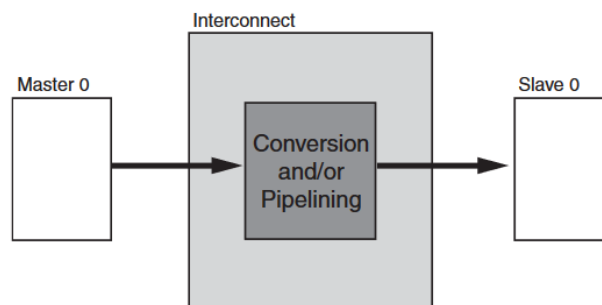 Interconnect
Master 0
Slave 0
Conversion
and/or
Pipelining